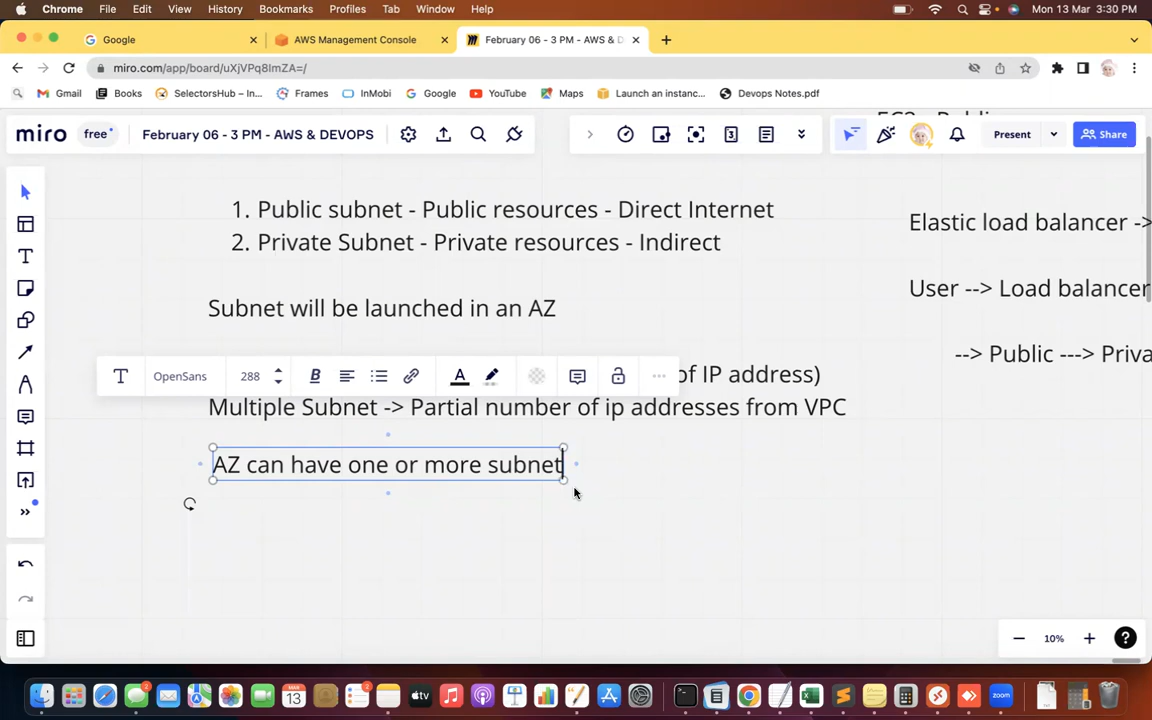 Chrome File Edit View History Bookmarks Profiles Tab Window Help Mon 13 Mar 3:30 PM
Google AWS Management Console February 06 - 3 PM - AWS & D
miro.com/app/board/uXjVPq8ImZA=/
Gmail Books SelectorsHub – In... Frames InMobi Google YouTube Maps Launch an instanc... Devops Notes.pdf
miro free February 06 - 3 PM - AWS & DEVOPS Present Share
1. Public subnet - Public resources - Direct Internet
2. Private Subnet - Private resources - Indirect
Elastic load balancer ->
Subnet will be launched in an AZ
User --> Load balancer
--> Public ---> Priva
OpenSans 288 B A
of IP address)
Multiple Subnet -> Partial number of ip addresses from VPC
AZ can have one or more subnet
10%